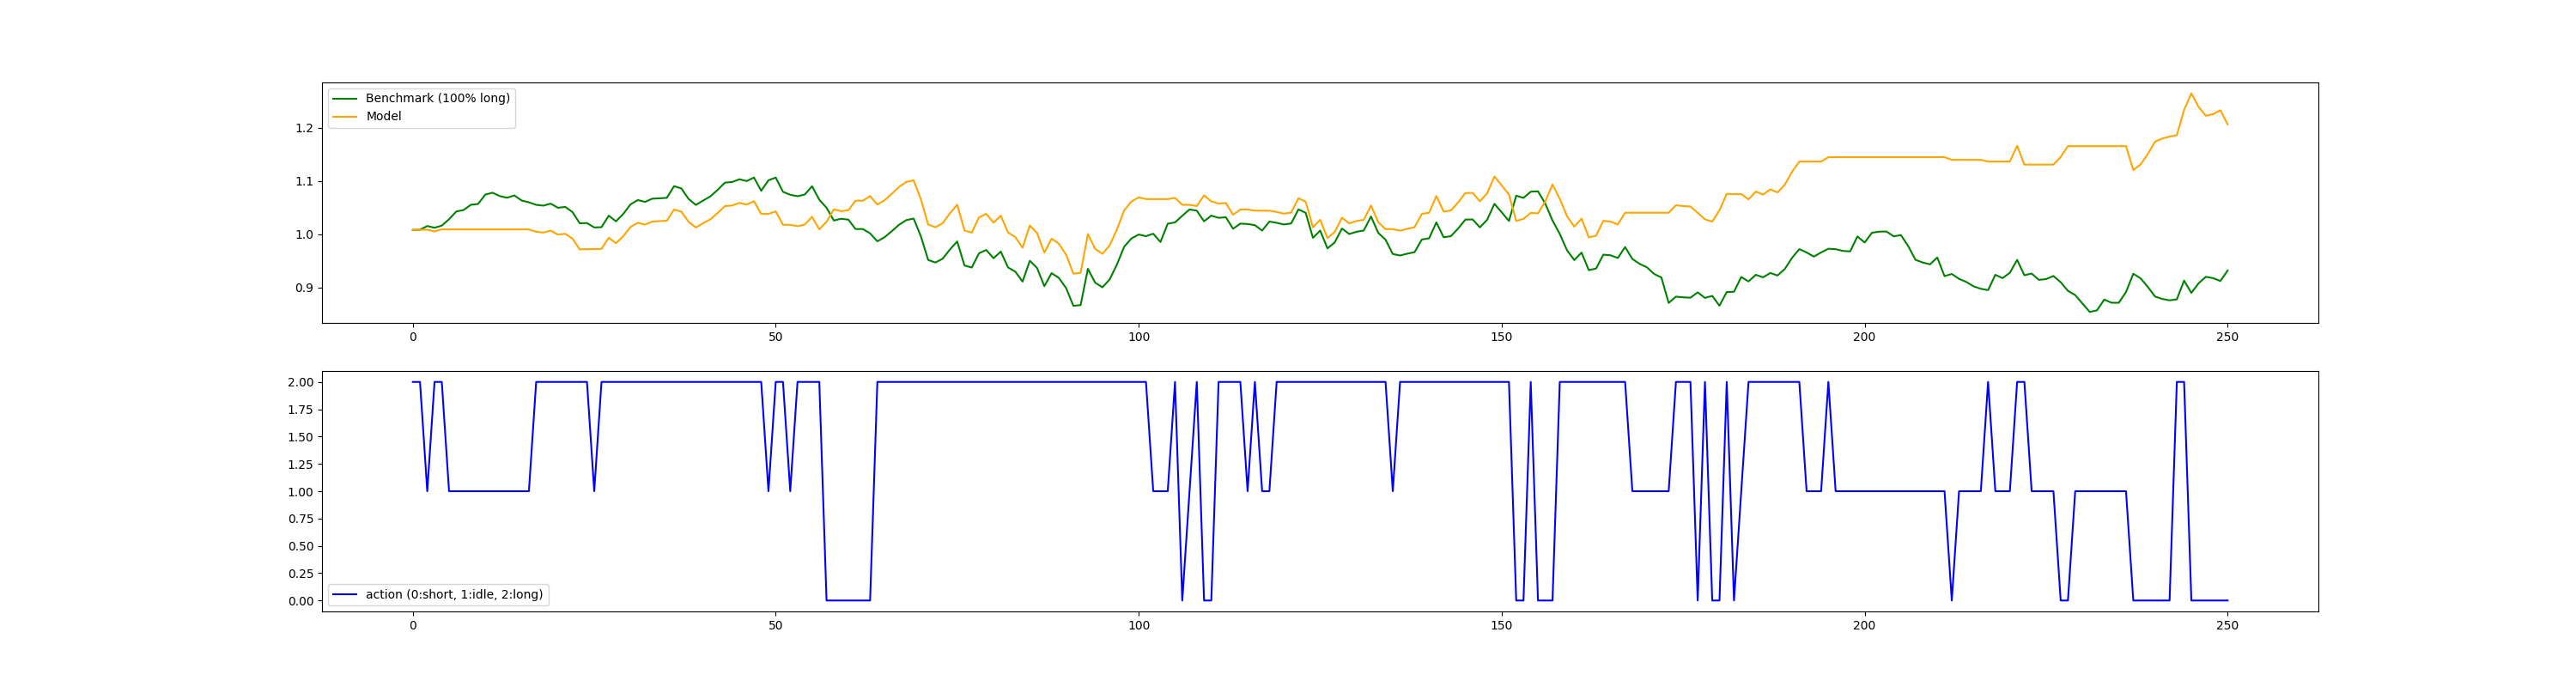 Benchmark (100% long)
Model
1.2
1.1
1.0
0.9
0 50 100 150 200 250
2.00
1.75
1.50
1.25
1.00
0.75
0.50
0.25
0.00
action (0:short, 1:idle, 2:long)
0 50 100 150 200 250